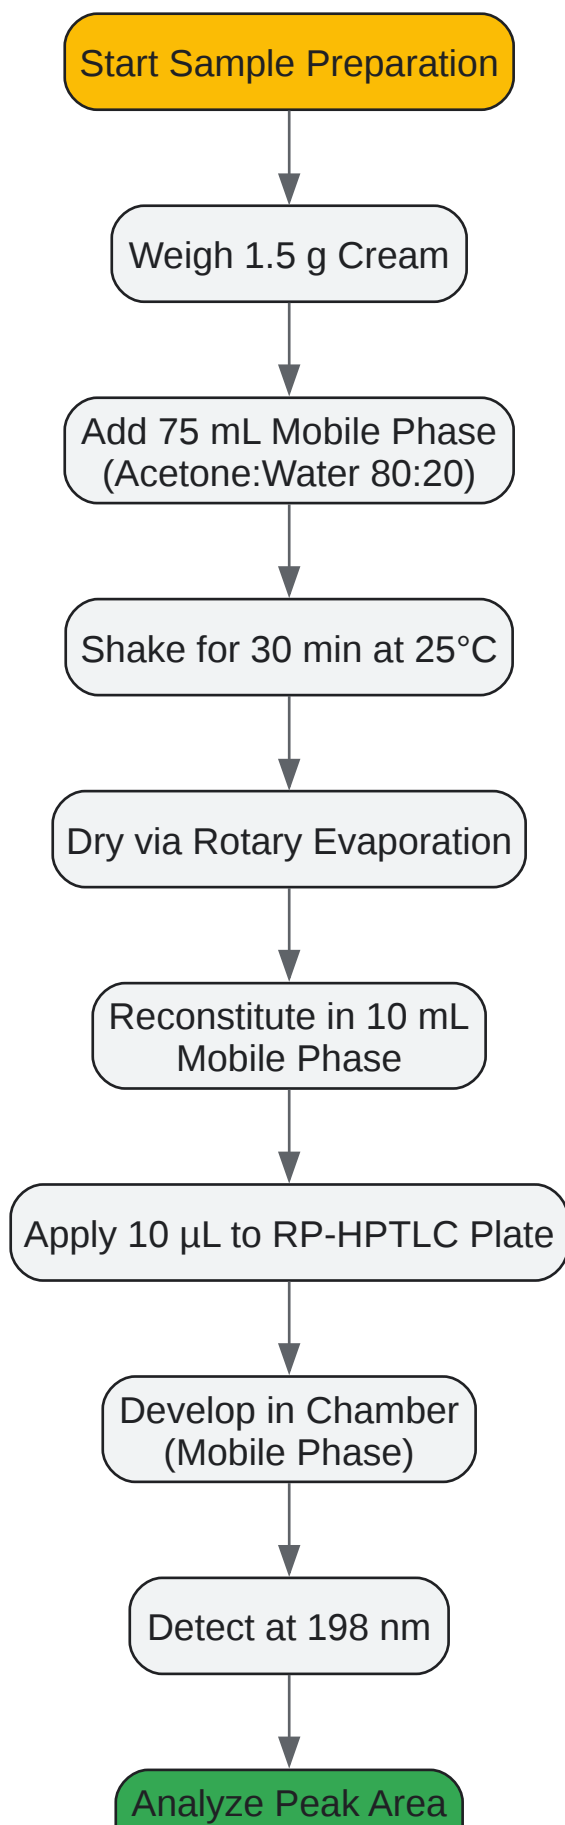 Start Sample Preparation
Weigh 1.5 g Cream
Add 75 mL Mobile Phase
(Acetone:Water 80:20)
Shake for 30 min at 25°C
Dry via Rotary Evaporation
Reconstitute in 10 mL
Mobile Phase
Apply 10 µL to RP-HPTLC Plate
Develop in Chamber
(Mobile Phase)
Detect at 198 nm
Analyze Peak Area